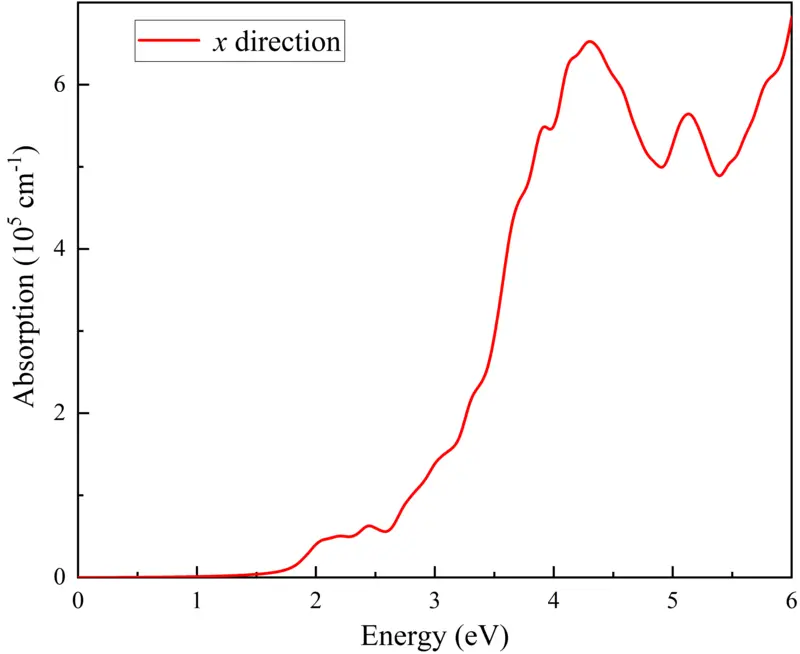 x direction
Absorption (10⁵ cm⁻¹)
6
4
2
0
0 1 2 3 4 5 6
Energy (eV)